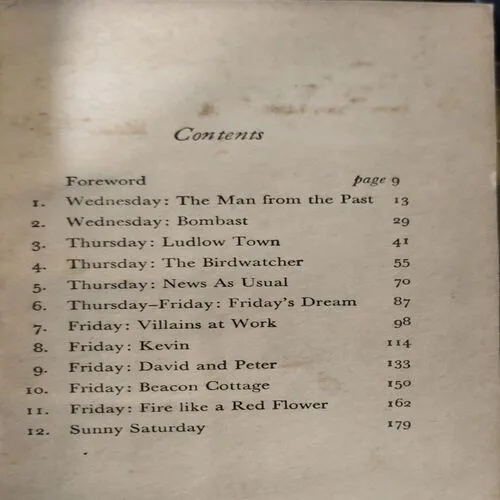 Contents
Foreword page 9
1. Wednesday: The Man from the Past 13
2. Wednesday: Bombast 29
3. Thursday: Ludlow Town 41
4. Thursday: The Birdwatcher 55
5. Thursday: News As Usual 70
6. Thursday–Friday: Friday's Dream 87
7. Friday: Villains at Work 98
8. Friday: Kevin 114
9. Friday: David and Peter 133
10. Friday: Beacon Cottage 150
11. Friday: Fire like a Red Flower 162
12. Sunny Saturday 179